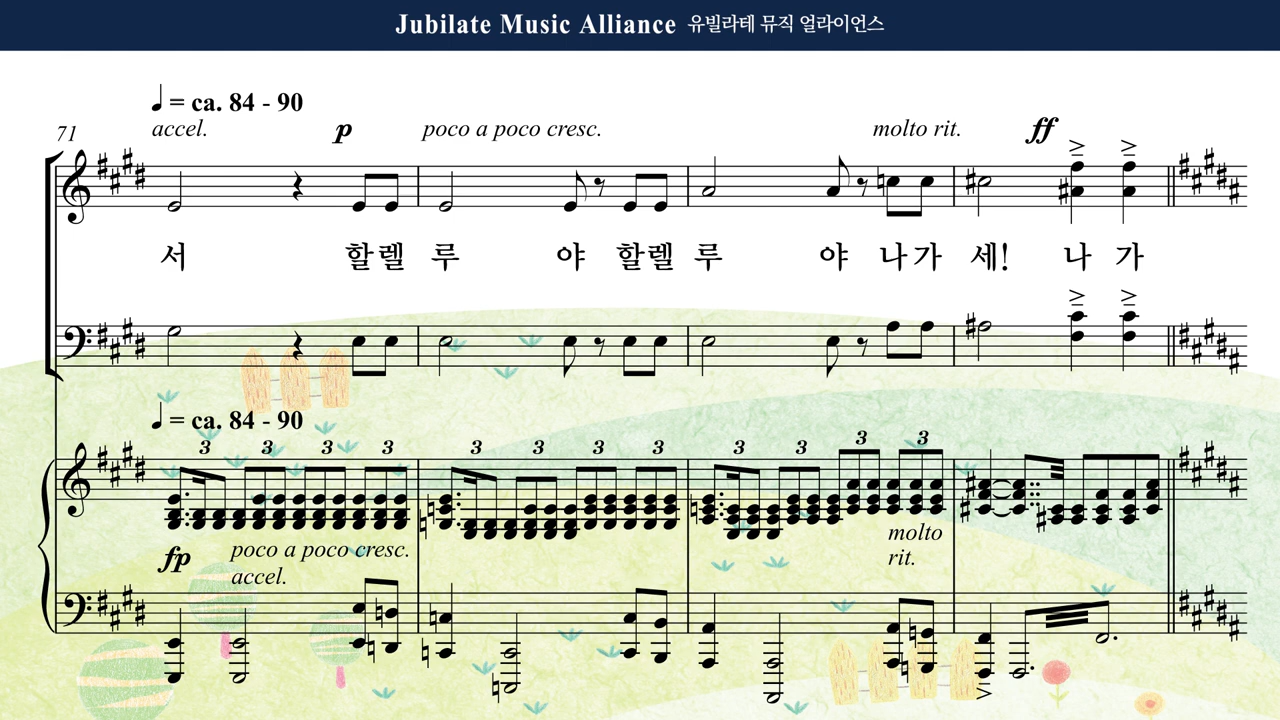 Jubilate Music Alliance 유빌라테 뮤직 얼라이언스
♩ = ca. 84 - 90
71 accel. p poco a poco cresc. molto rit. ff
서 할렐 루 야 할렐 루 야 나가 세! 나 가
♩ = ca. 84 - 90
3 3 3 3 3 3 3 3 3 3 3 3
fp poco a poco cresc. molto
accel. rit.